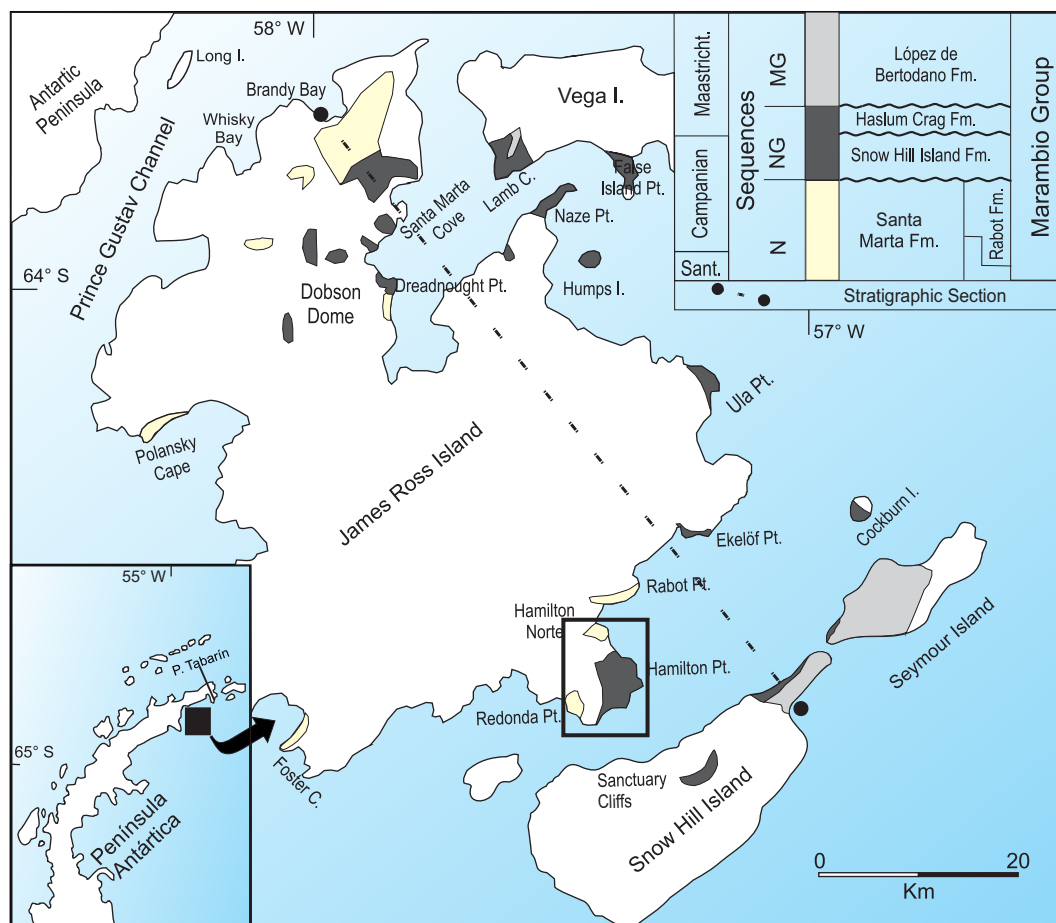 58° W
Long I.
Antartic
Peninsula
Brandy Bay
Whisky
Bay
Prince Gustav Channel
Vega I.
Lamb C.
False
Island Pt.
Naze Pt.
Santa Marta
Cove
64° S
Dreadnought Pt.
Humps I.
Dobson
Dome
Ula Pt.
Polansky
Cape
James Ross Island
Cockburn I.
Ekelöf Pt.
Rabot Pt.
Hamilton
Norte
Hamilton Pt.
Seymour Island
Redonda Pt.
Foster C.
Sanctuary
Cliffs
Snow Hill Island
0
20
Km
55° W
P. Tabarín
65° S
Península
Antártica
Maastricht.
Campanian
Sant.
Sequences
MG
NG
N
López de
Bertodano Fm.
Haslum Crag Fm.
Snow Hill Island Fm.
Santa
Marta Fm.
Rabot Fm.
Marambio Group
Stratigraphic Section
57° W